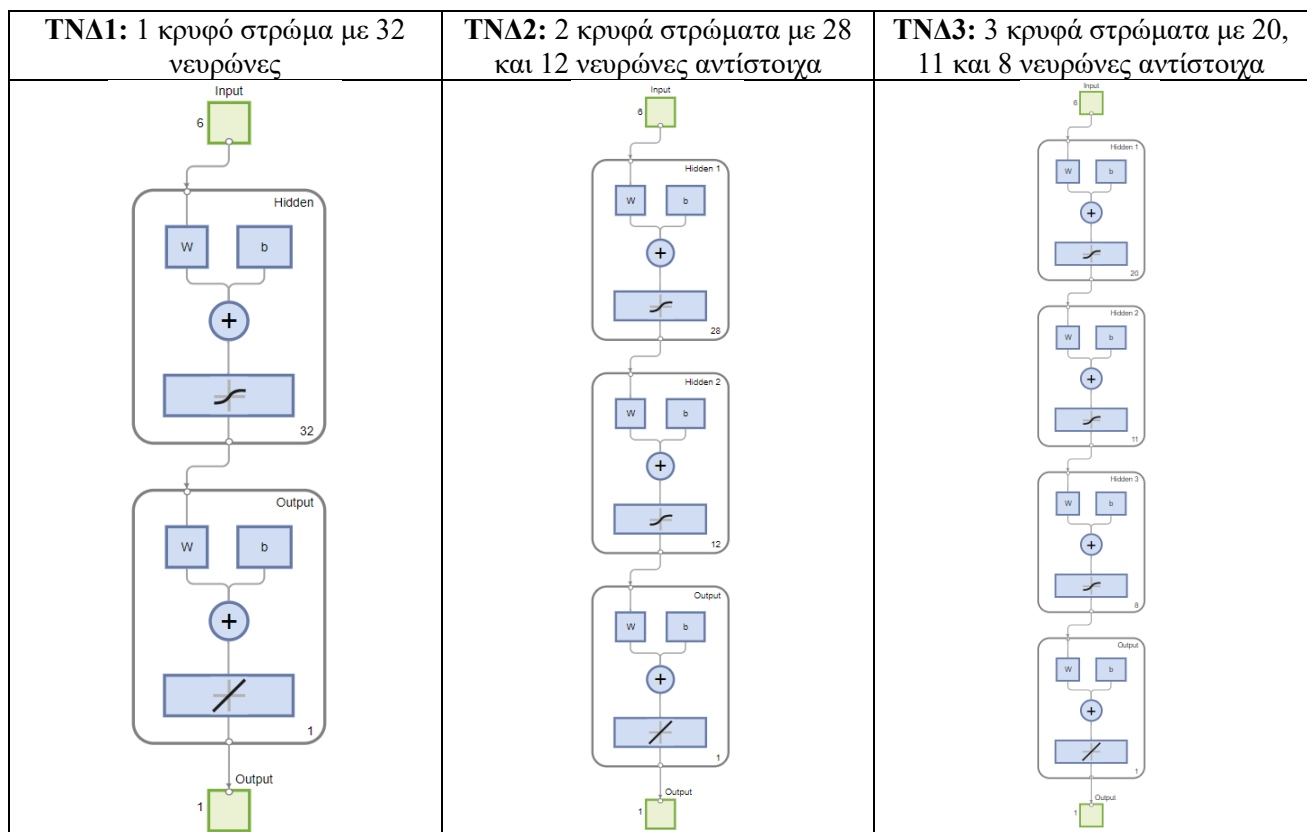 ΤΝΔ1: 1 κρυφό στρώμα με 32
νευρώνες
ΤΝΔ2: 2 κρυφά στρώματα με 28
και 12 νευρώνες αντίστοιχα
ΤΝΔ3: 3 κρυφά στρώματα με 20,
11 και 8 νευρώνες αντίστοιχα
Input
6
Hidden
W
b
+
32
Output
W
b
+
1
Output
1
Input
6
Hidden 1
W
b
+
28
Hidden 2
W
b
+
12
Output
W
b
+
1
Output
1
Input
6
Hidden 1
W
b
+
20
Hidden 2
W
b
+
11
Hidden 3
W
b
+
8
Output
W
b
+
1
Output
1